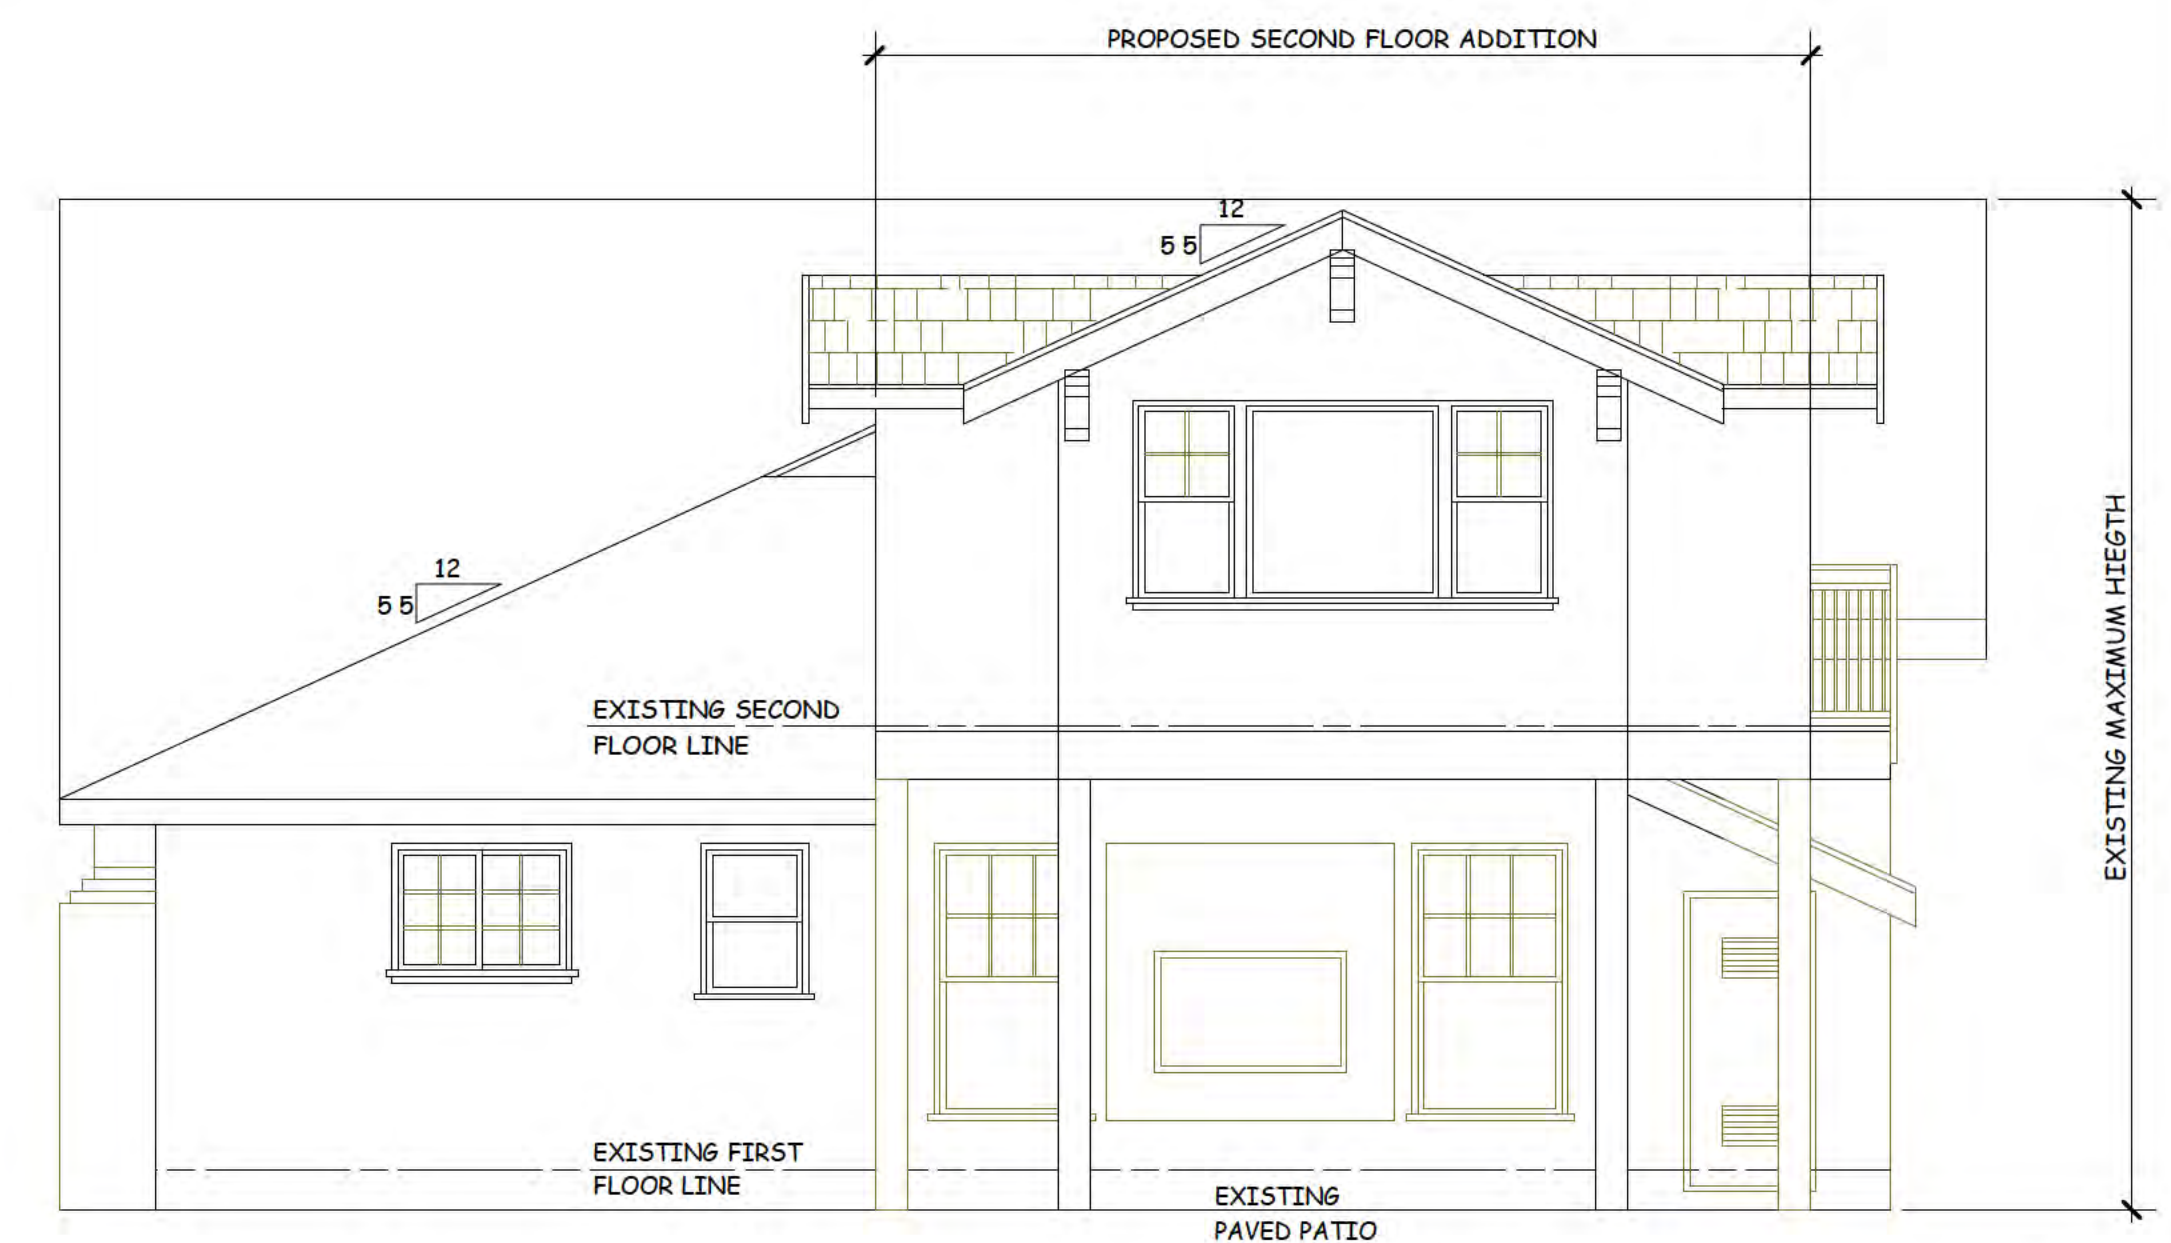 PROPOSED SECOND FLOOR ADDITION
12
5 5
12
5 5
EXISTING SECOND
FLOOR LINE
EXISTING MAXIMUM HIEGTH
EXISTING FIRST
FLOOR LINE
EXISTING
PAVED PATIO